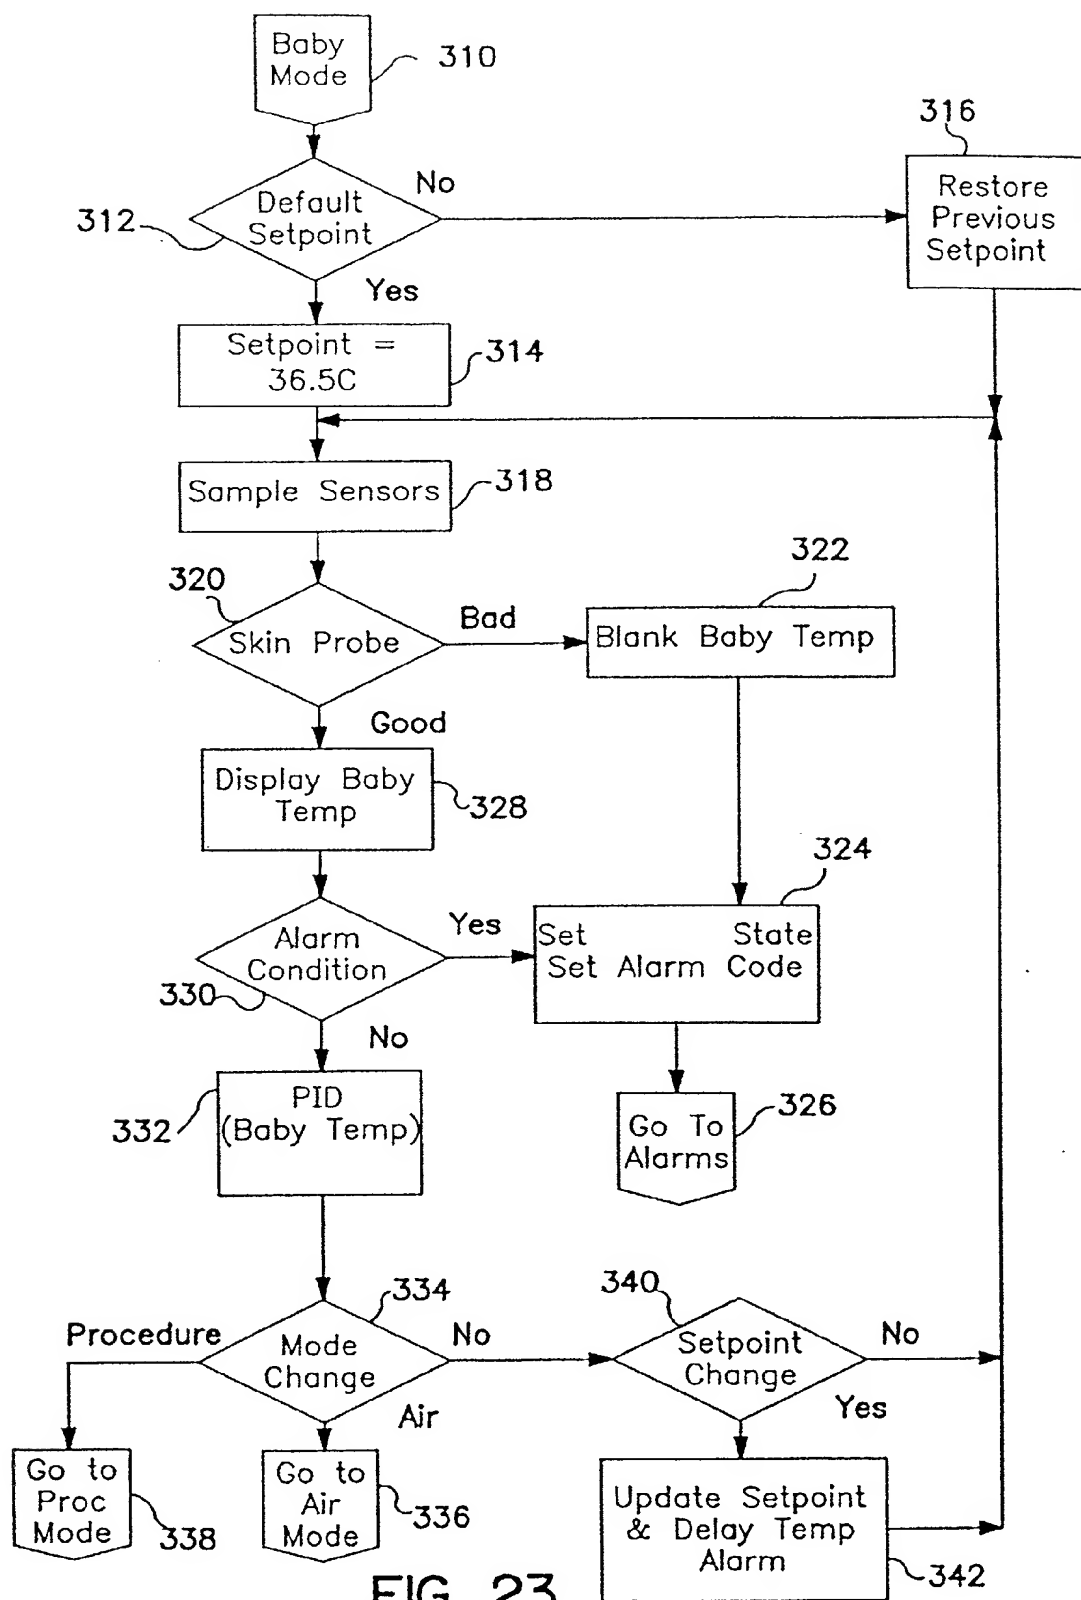 Baby
Mode
310
316
No
Restore
Previous
Setpoint
Default
Setpoint
312
Yes
Setpoint =
36.5C
314
Sample Sensors
318
320
322
Bad
Skin Probe
Blank Baby Temp
Good
Display Baby
Temp
328
324
Yes
Alarm
Condition
330
Set State
Set Alarm Code
No
PID
(Baby Temp)
332
326
Go To
Alarms
334
340
Procedure
No
No
Mode
Change
Setpoint
Change
Air
Yes
Go to
Proc
Mode
338
Go to
Air
Mode
336
Update Setpoint
& Delay Temp
Alarm
342
FIG. 23